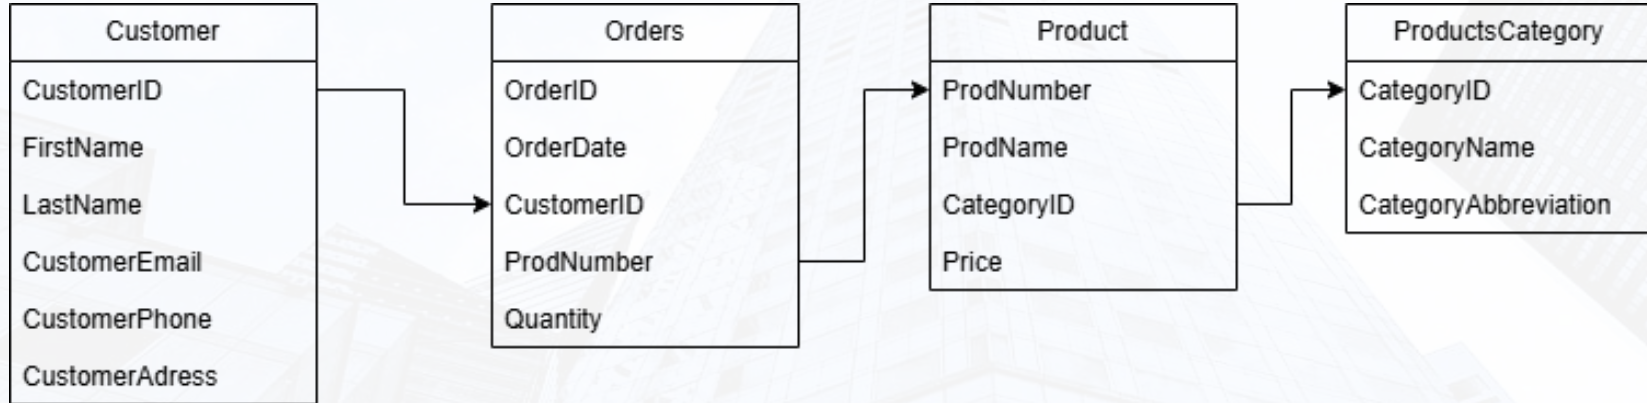 Customer
CustomerID
FirstName
LastName
CustomerEmail
CustomerPhone
CustomerAdress
Orders
OrderID
OrderDate
CustomerID
ProdNumber
Quantity
Product
ProdNumber
ProdName
CategoryID
Price
ProductsCategory
CategoryID
CategoryName
CategoryAbbreviation